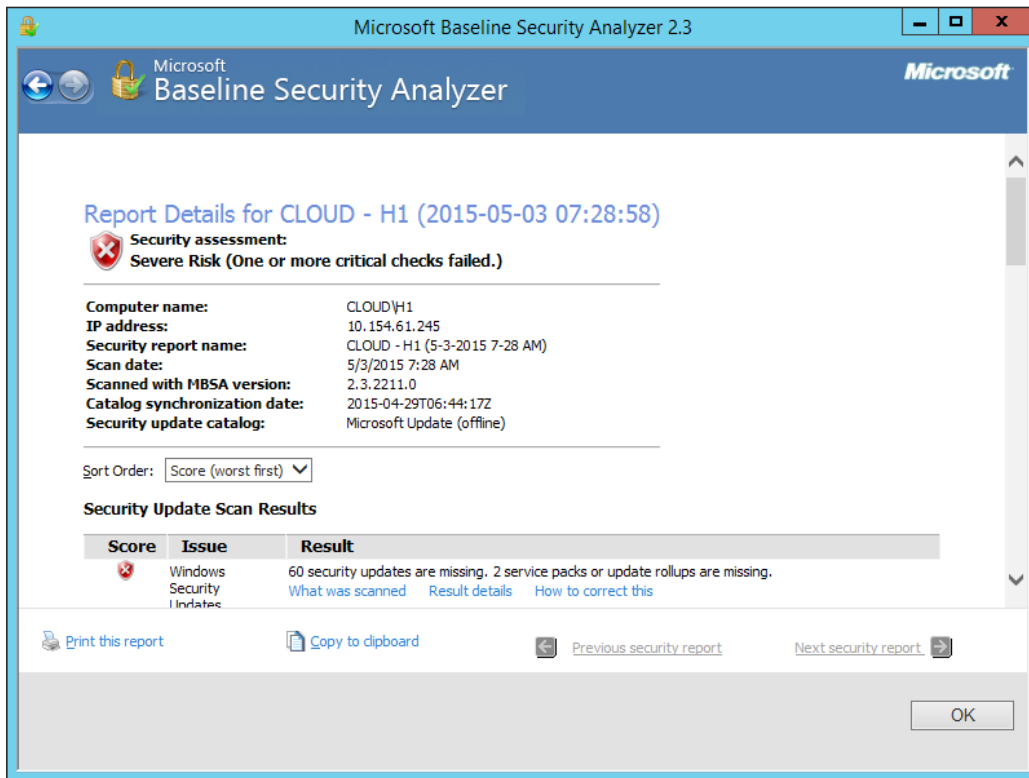 Microsoft Baseline Security Analyzer 2.3
Microsoft
Baseline Security Analyzer
Microsoft
Report Details for CLOUD - H1 (2015-05-03 07:28:58)
Security assessment:
Severe Risk (One or more critical checks failed.)
Computer name: CLOUD\H1
IP address: 10.154.61.245
Security report name: CLOUD - H1 (5-3-2015 7-28 AM)
Scan date: 5/3/2015 7:28 AM
Scanned with MBSA version: 2.3.2211.0
Catalog synchronization date: 2015-04-29T06:44:17Z
Security update catalog: Microsoft Update (offline)
Sort Order: Score (worst first)
Security Update Scan Results
Score Issue Result
Windows 60 security updates are missing. 2 service packs or update rollups are missing.
Security What was scanned Result details How to correct this
Updates
Print this report Copy to clipboard Previous security report Next security report
OK